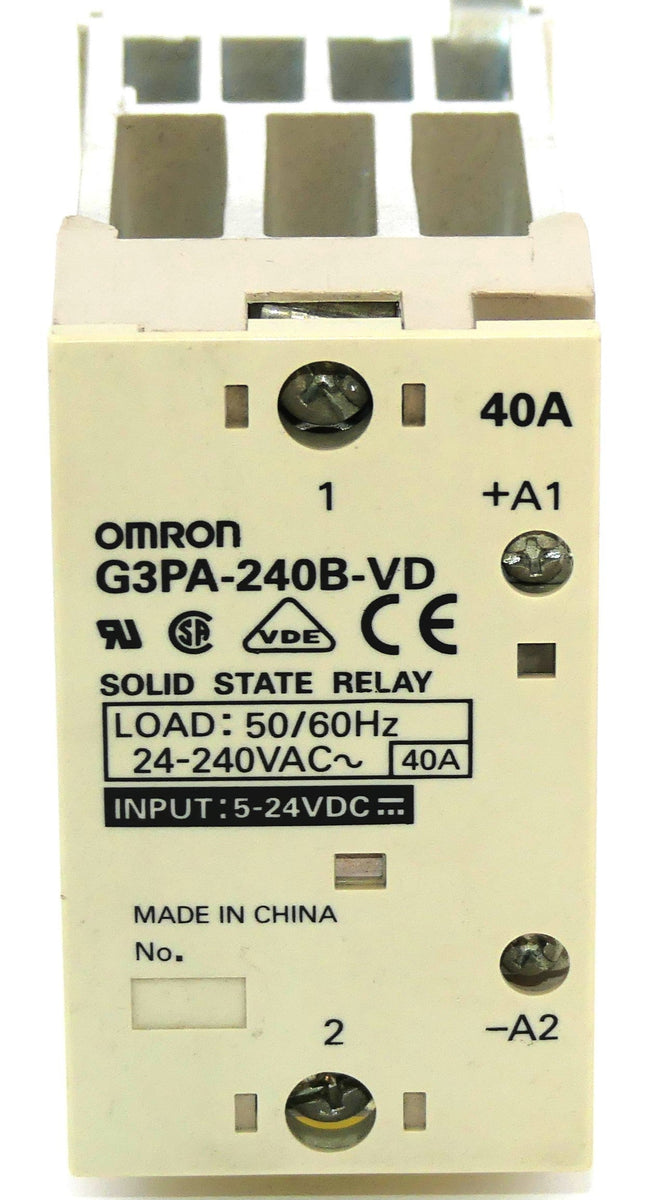 40A
1
+A1
OMRON
G3PA-240B-VD
VDE CE
SOLID STATE RELAY
LOAD: 50/60Hz
24-240VAC~ 40A
INPUT: 5-24VDC⎓
MADE IN CHINA
No.
2
-A2